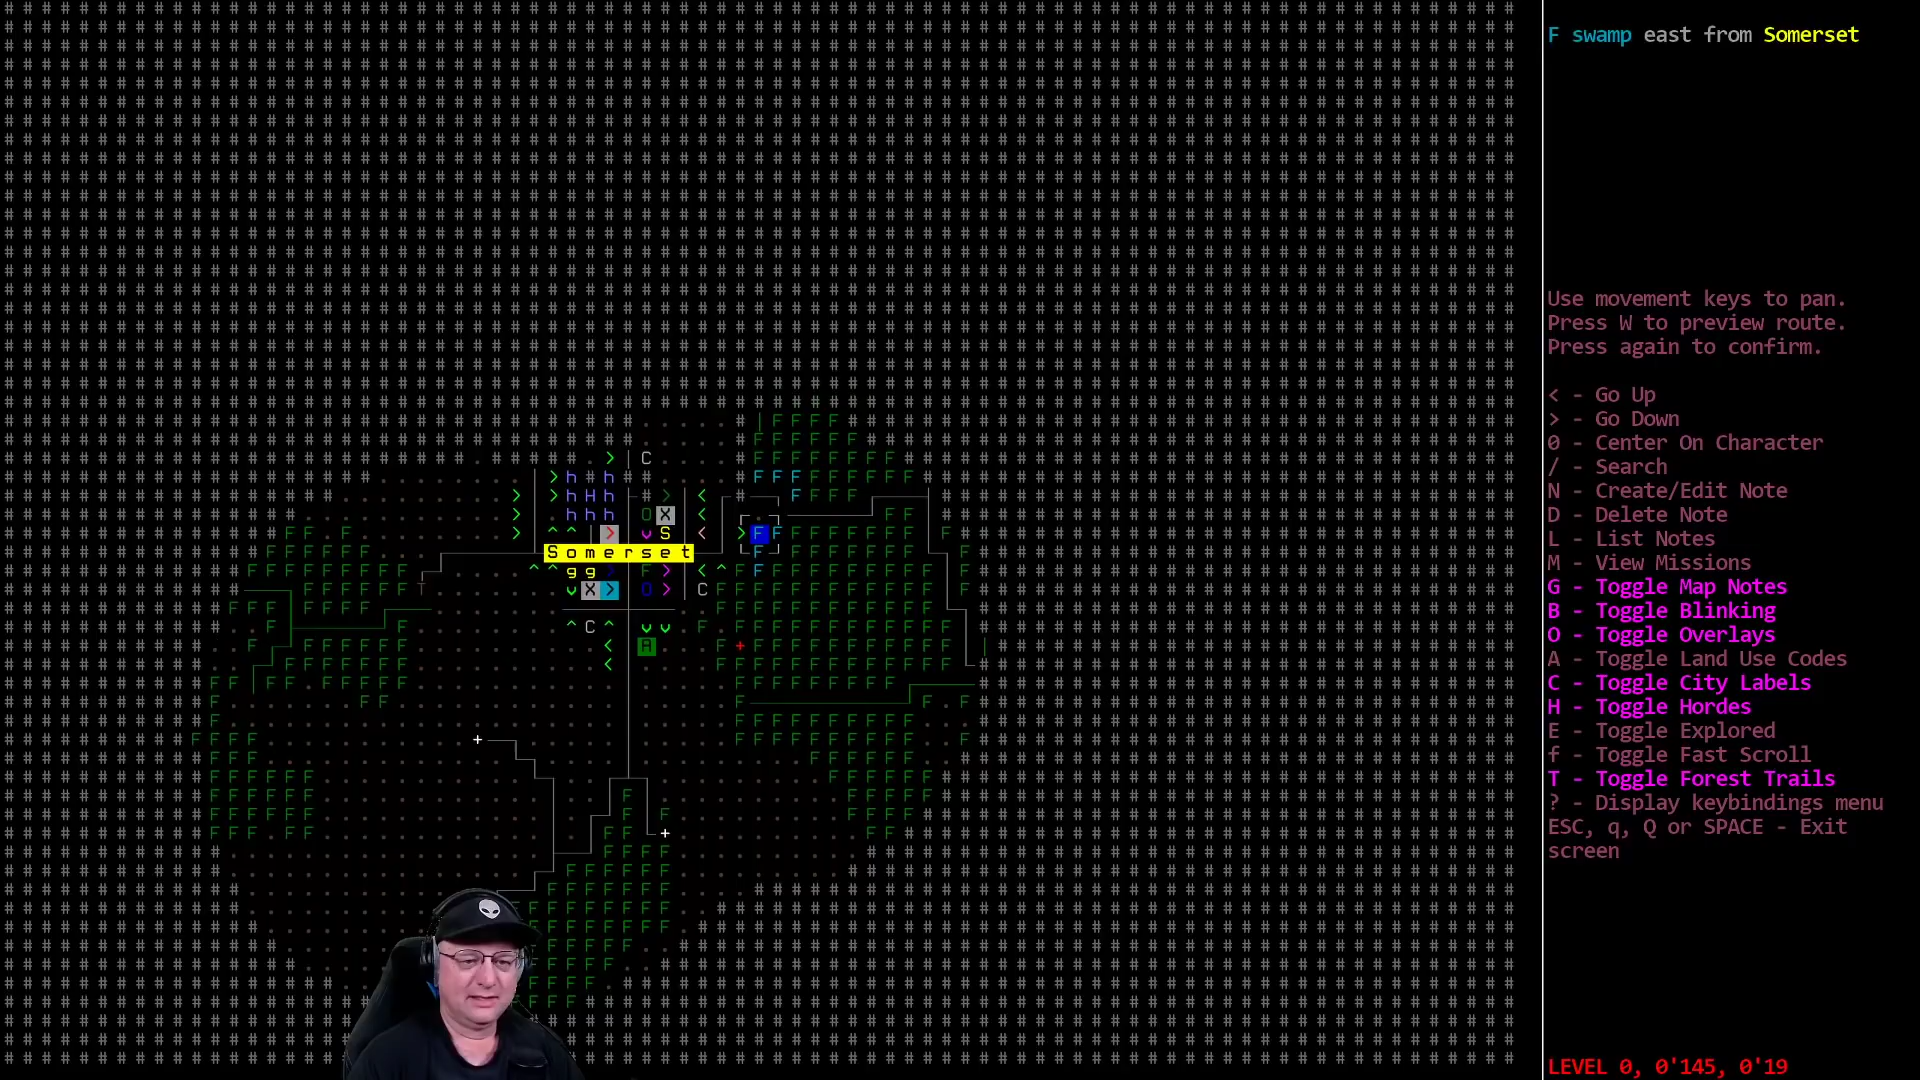 F swamp east from Somerset
Use movement keys to pan.
Press W to preview route.
Press again to confirm.
< - Go Up
> - Go Down
0 - Center On Character
/ - Search
N - Create/Edit Note
D - Delete Note
L - List Notes
M - View Missions
G - Toggle Map Notes
B - Toggle Blinking
O - Toggle Overlays
A - Toggle Land Use Codes
C - Toggle City Labels
H - Toggle Hordes
E - Toggle Explored
f - Toggle Fast Scroll
T - Toggle Forest Trails
? - Display keybindings menu
ESC, q, Q or SPACE - Exit
screen
Somerset
LEVEL 0, 0'145, 0'19